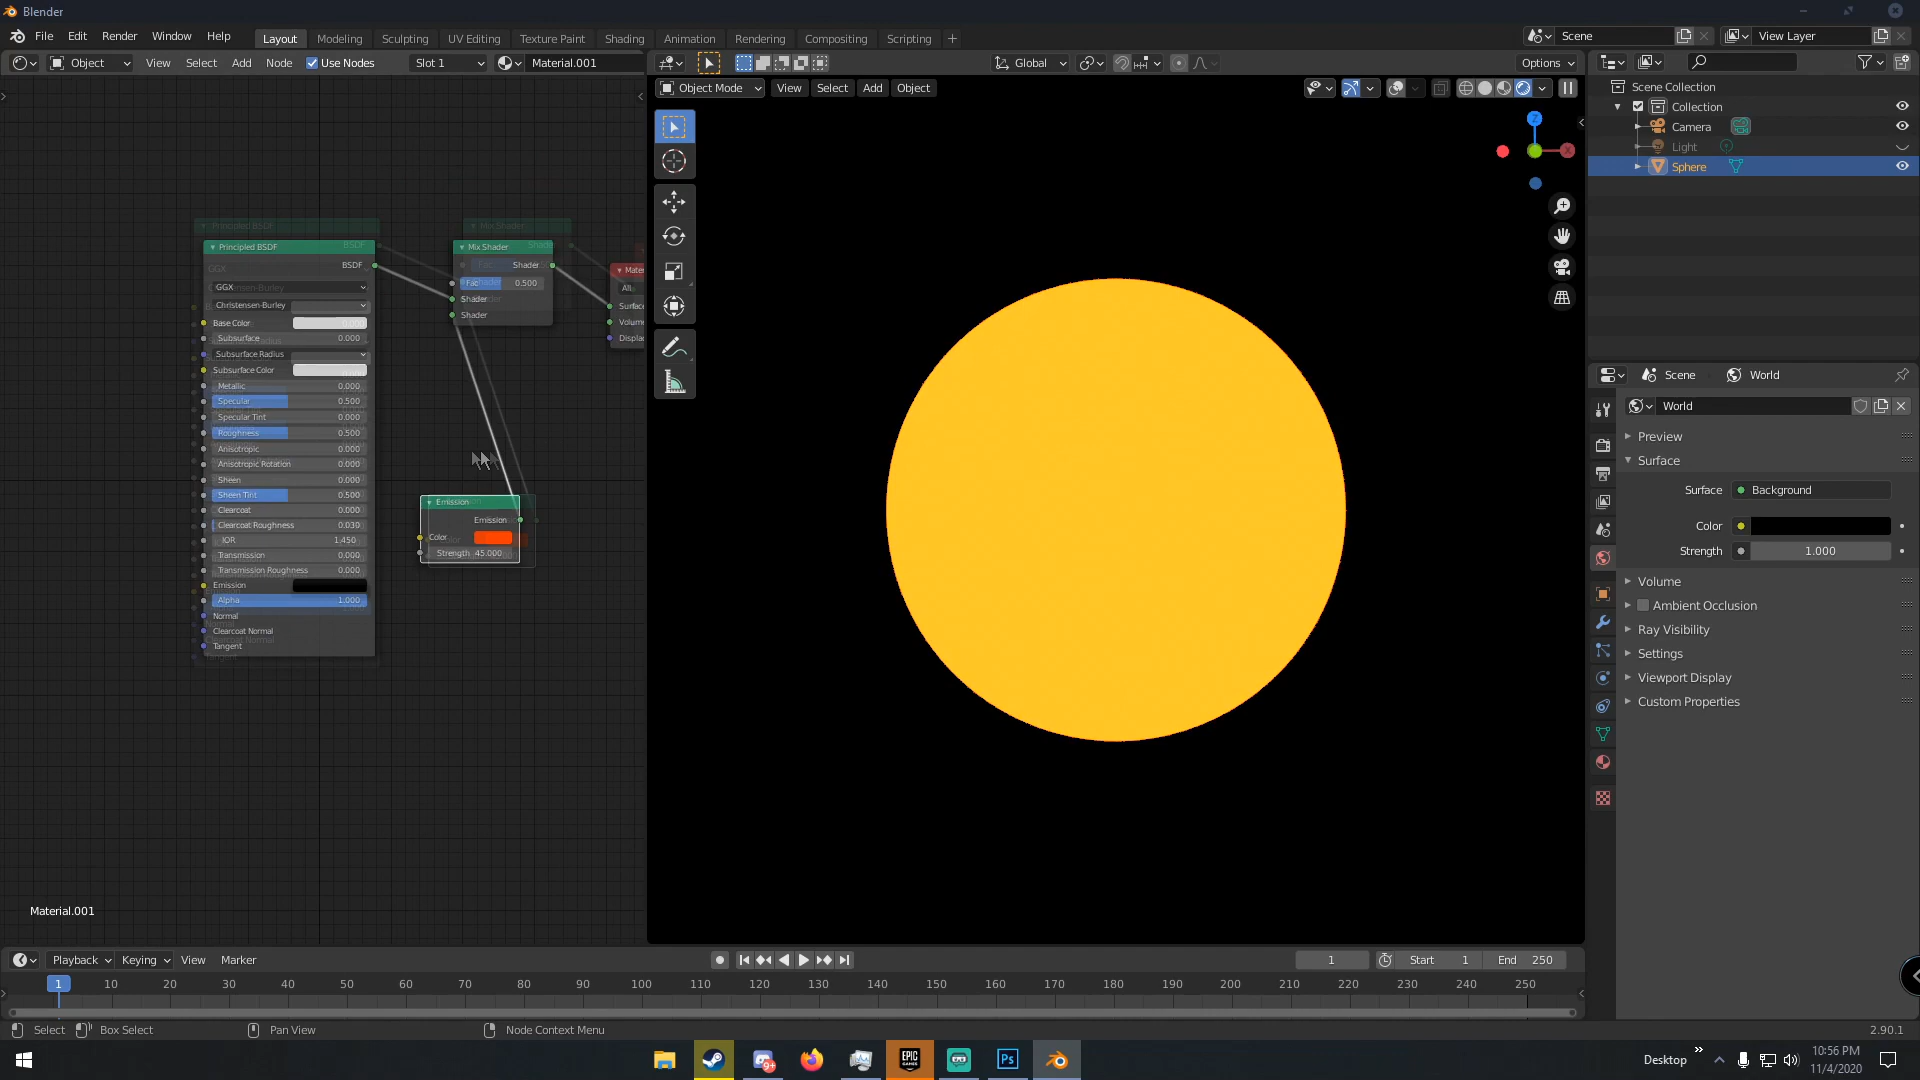 Blender
File Edit Render Window Help
Layout Modeling Sculpting UV Editing Texture Paint Shading Animation Rendering Compositing Scripting +
Scene
View Layer
Object View Select Add Node Use Nodes Slot 1 Material.001
Global Options
Object Mode View Select Add Object
Z
X
Principled BSDF
BSDF
GGX
Christensen-Burley
Base Color
Subsurface 0.000
Subsurface Radius
Subsurface Color
Metallic 0.000
Specular 0.500
Specular Tint 0.000
Roughness 0.500
Anisotropic 0.000
Anisotropic Rotation 0.000
Sheen 0.000
Sheen Tint 0.500
Clearcoat 0.000
Clearcoat Roughness 0.030
IOR 1.450
Transmission 0.000
Transmission Roughness 0.000
Emission
Alpha 1.000
Normal
Clearcoat Normal
Tangent
Mix Shader
Shader
Fac 0.500
Shader
Shader
Emission
Emission
Color
Strength 45.000
Mate
All
Surfac
Volum
Displac
Material.001
Scene Collection
Collection
Camera
Light
Sphere
Scene World
World
Preview
Surface
Surface Background
Color
Strength 1.000
Volume
Ambient Occlusion
Ray Visibility
Settings
Viewport Display
Custom Properties
Playback Keying View Marker
1 Start 1 End 250
1 10 20 30 40 50 60 70 80 90 100 110 120 130 140 150 160 170 180 190 200 210 220 230 240 250
Select Box Select Pan View Node Context Menu 2.90.1
EPIC GAMES
Ps
Desktop
10:56 PM
11/4/2020